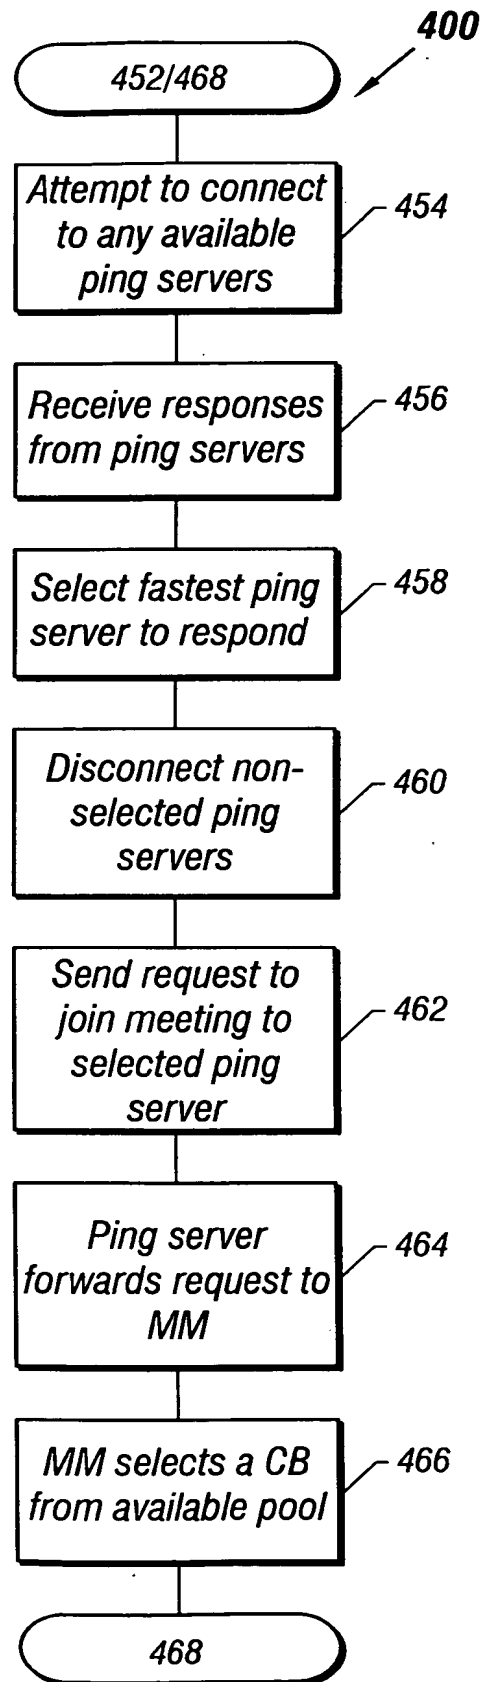 400
452/468
Attempt to connect
to any available
ping servers
454
Receive responses
from ping servers
456
Select fastest ping
server to respond
458
Disconnect non-
selected ping
servers
460
Send request to
join meeting to
selected ping
server
462
Ping server
forwards request to
MM
464
MM selects a CB
from available pool
466
468